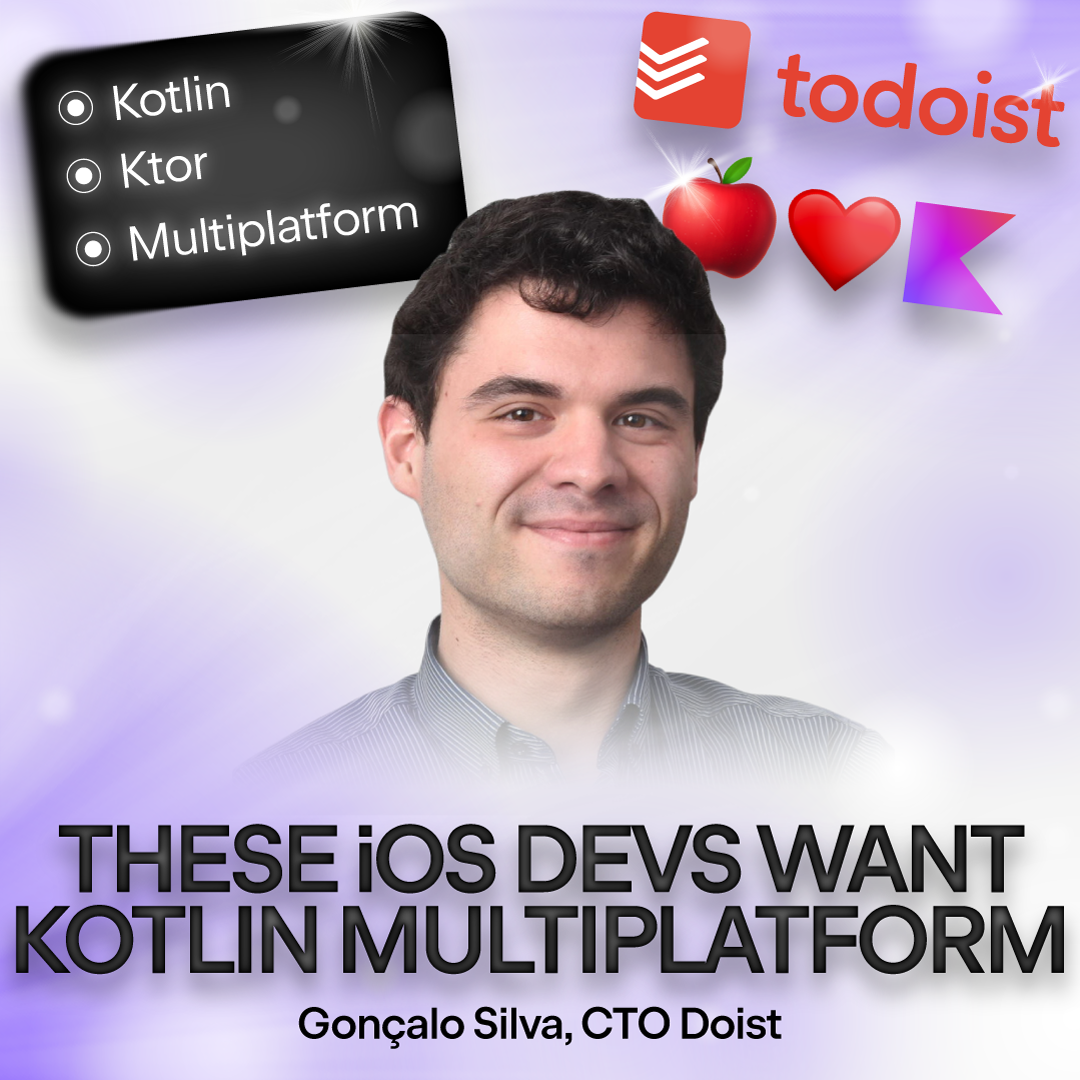 Kotlin
Ktor
Multiplatform
todoist
THESE iOS DEVS WANT
KOTLIN MULTIPLATFORM
Gonçalo Silva, CTO Doist